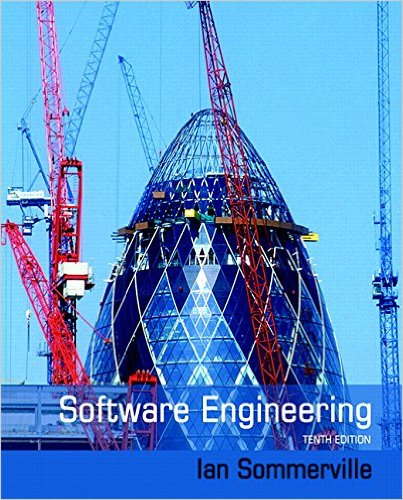 Software Engineering
TENTH EDITION
Ian Sommerville